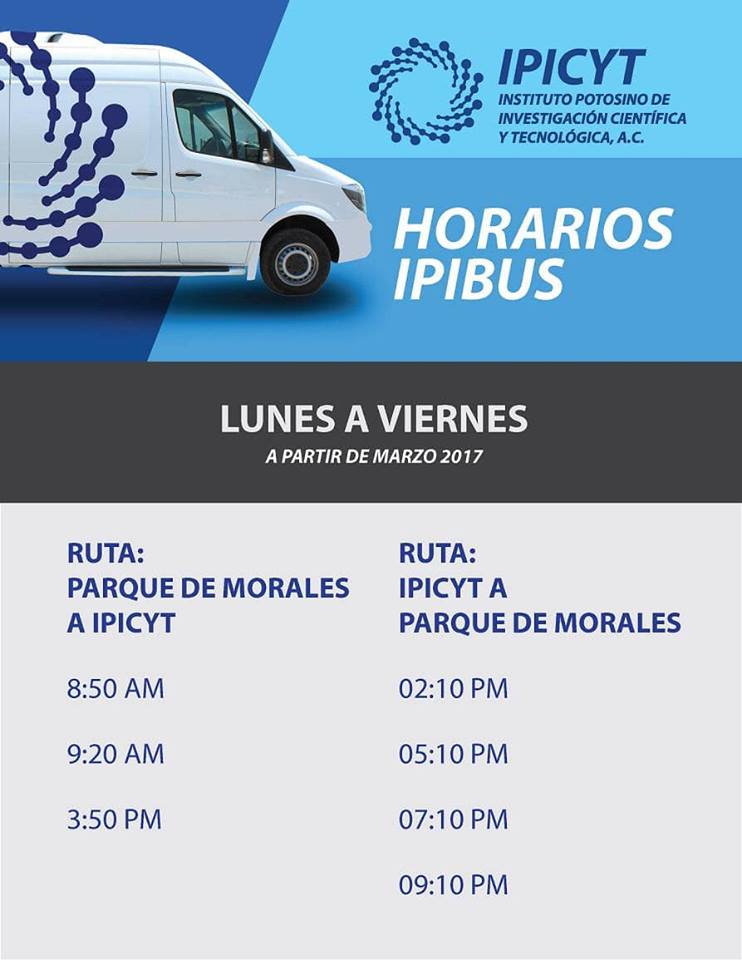 IPICYT
INSTITUTO POTOSINO DE
INVESTIGACIÓN CIENTÍFICA
Y TECNOLÓGICA, A.C.
HORARIOS
IPIBUS
LUNES A VIERNES
A PARTIR DE MARZO 2017
RUTA:
PARQUE DE MORALES
A IPICYT
8:50 AM
9:20 AM
3:50 PM
RUTA:
IPICYT A
PARQUE DE MORALES
02:10 PM
05:10 PM
07:10 PM
09:10 PM